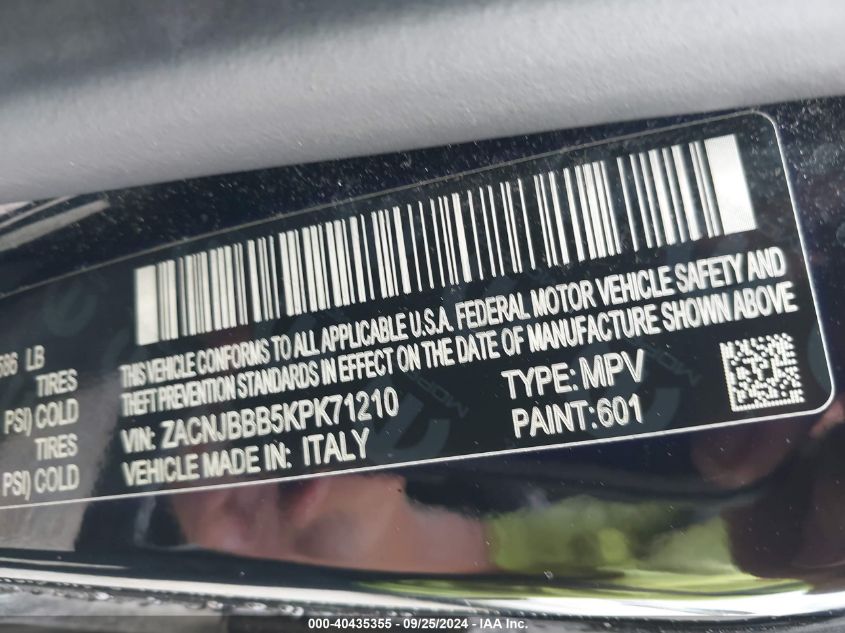 586 LB
TIRES
PSI) COLD
TIRES
PSI) COLD
THIS VEHICLE CONFORMS TO ALL APPLICABLE U.S.A. FEDERAL MOTOR VEHICLE SAFETY AND
THEFT PREVENTION STANDARDS IN EFFECT ON THE DATE OF MANUFACTURE SHOWN ABOVE
VIN: ZACNJBBB5KPK71210
TYPE: MPV
VEHICLE MADE IN: ITALY
PAINT:601
000-40435355 - 09/25/2024 - IAA Inc.